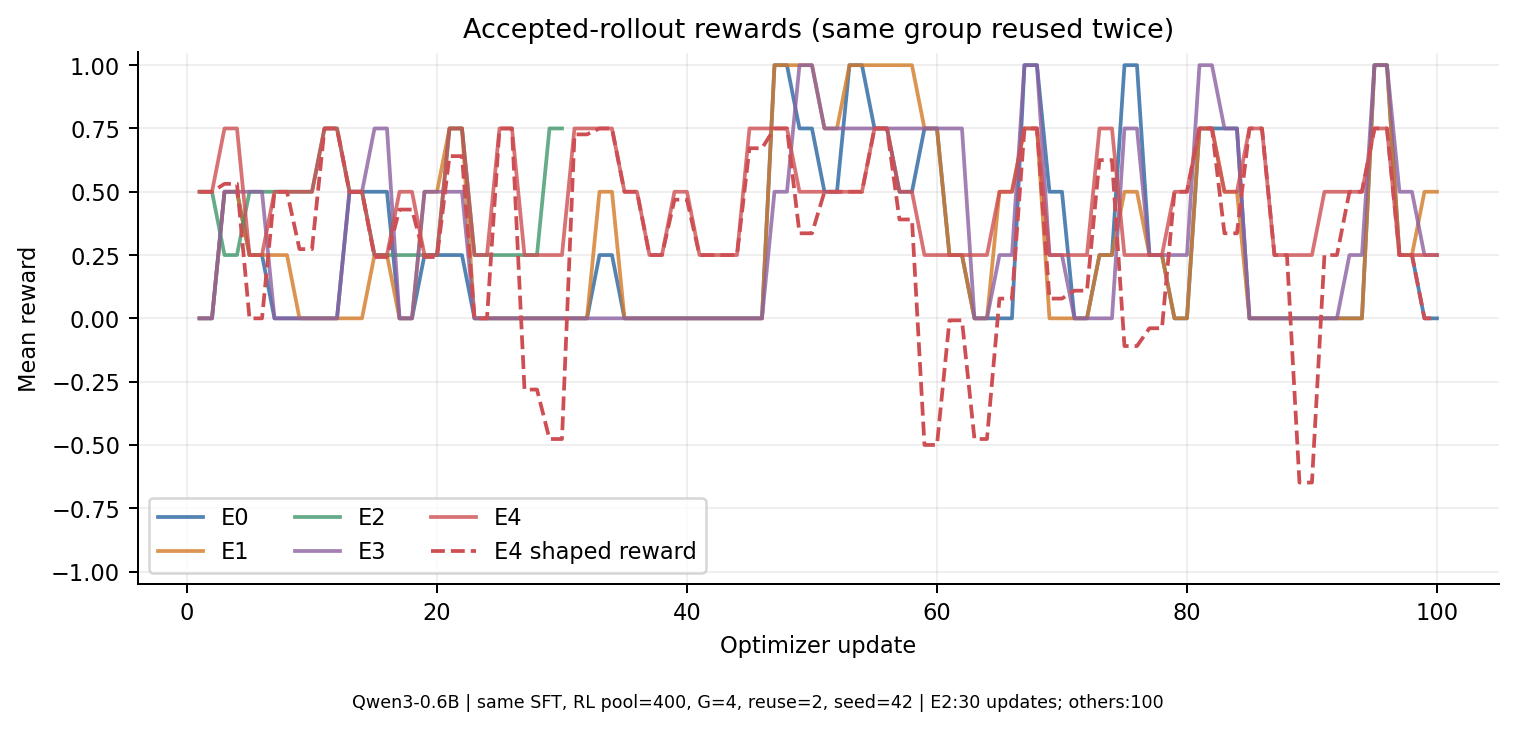 Accepted-rollout rewards (same group reused twice)
Mean reward
1.00
0.75
0.50
0.25
0.00
−0.25
−0.50
−0.75
−1.00
E0
E1
E2
E3
E4
E4 shaped reward
0 20 40 60 80 100
Optimizer update
Qwen3-0.6B | same SFT, RL pool=400, G=4, reuse=2, seed=42 | E2:30 updates; others:100